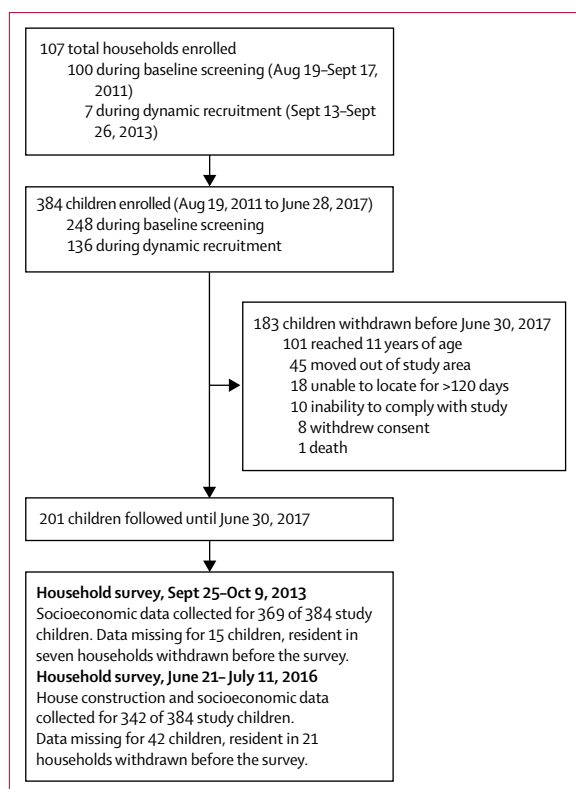 107 total households enrolled
100 during baseline screening (Aug 19–Sept 17,
2011)
7 during dynamic recruitment (Sept 13–Sept
26, 2013)
384 children enrolled (Aug 19, 2011 to June 28, 2017)
248 during baseline screening
136 during dynamic recruitment
183 children withdrawn before June 30, 2017
101 reached 11 years of age
45 moved out of study area
18 unable to locate for >120 days
10 inability to comply with study
8 withdrew consent
1 death
201 children followed until June 30, 2017
Household survey, Sept 25–Oct 9, 2013
Socioeconomic data collected for 369 of 384 study
children. Data missing for 15 children, resident in
seven households withdrawn before the survey.
Household survey, June 21– July 11, 2016
House construction and socioeconomic data
collected for 342 of 384 study children.
Data missing for 42 children, resident in 21
households withdrawn before the survey.